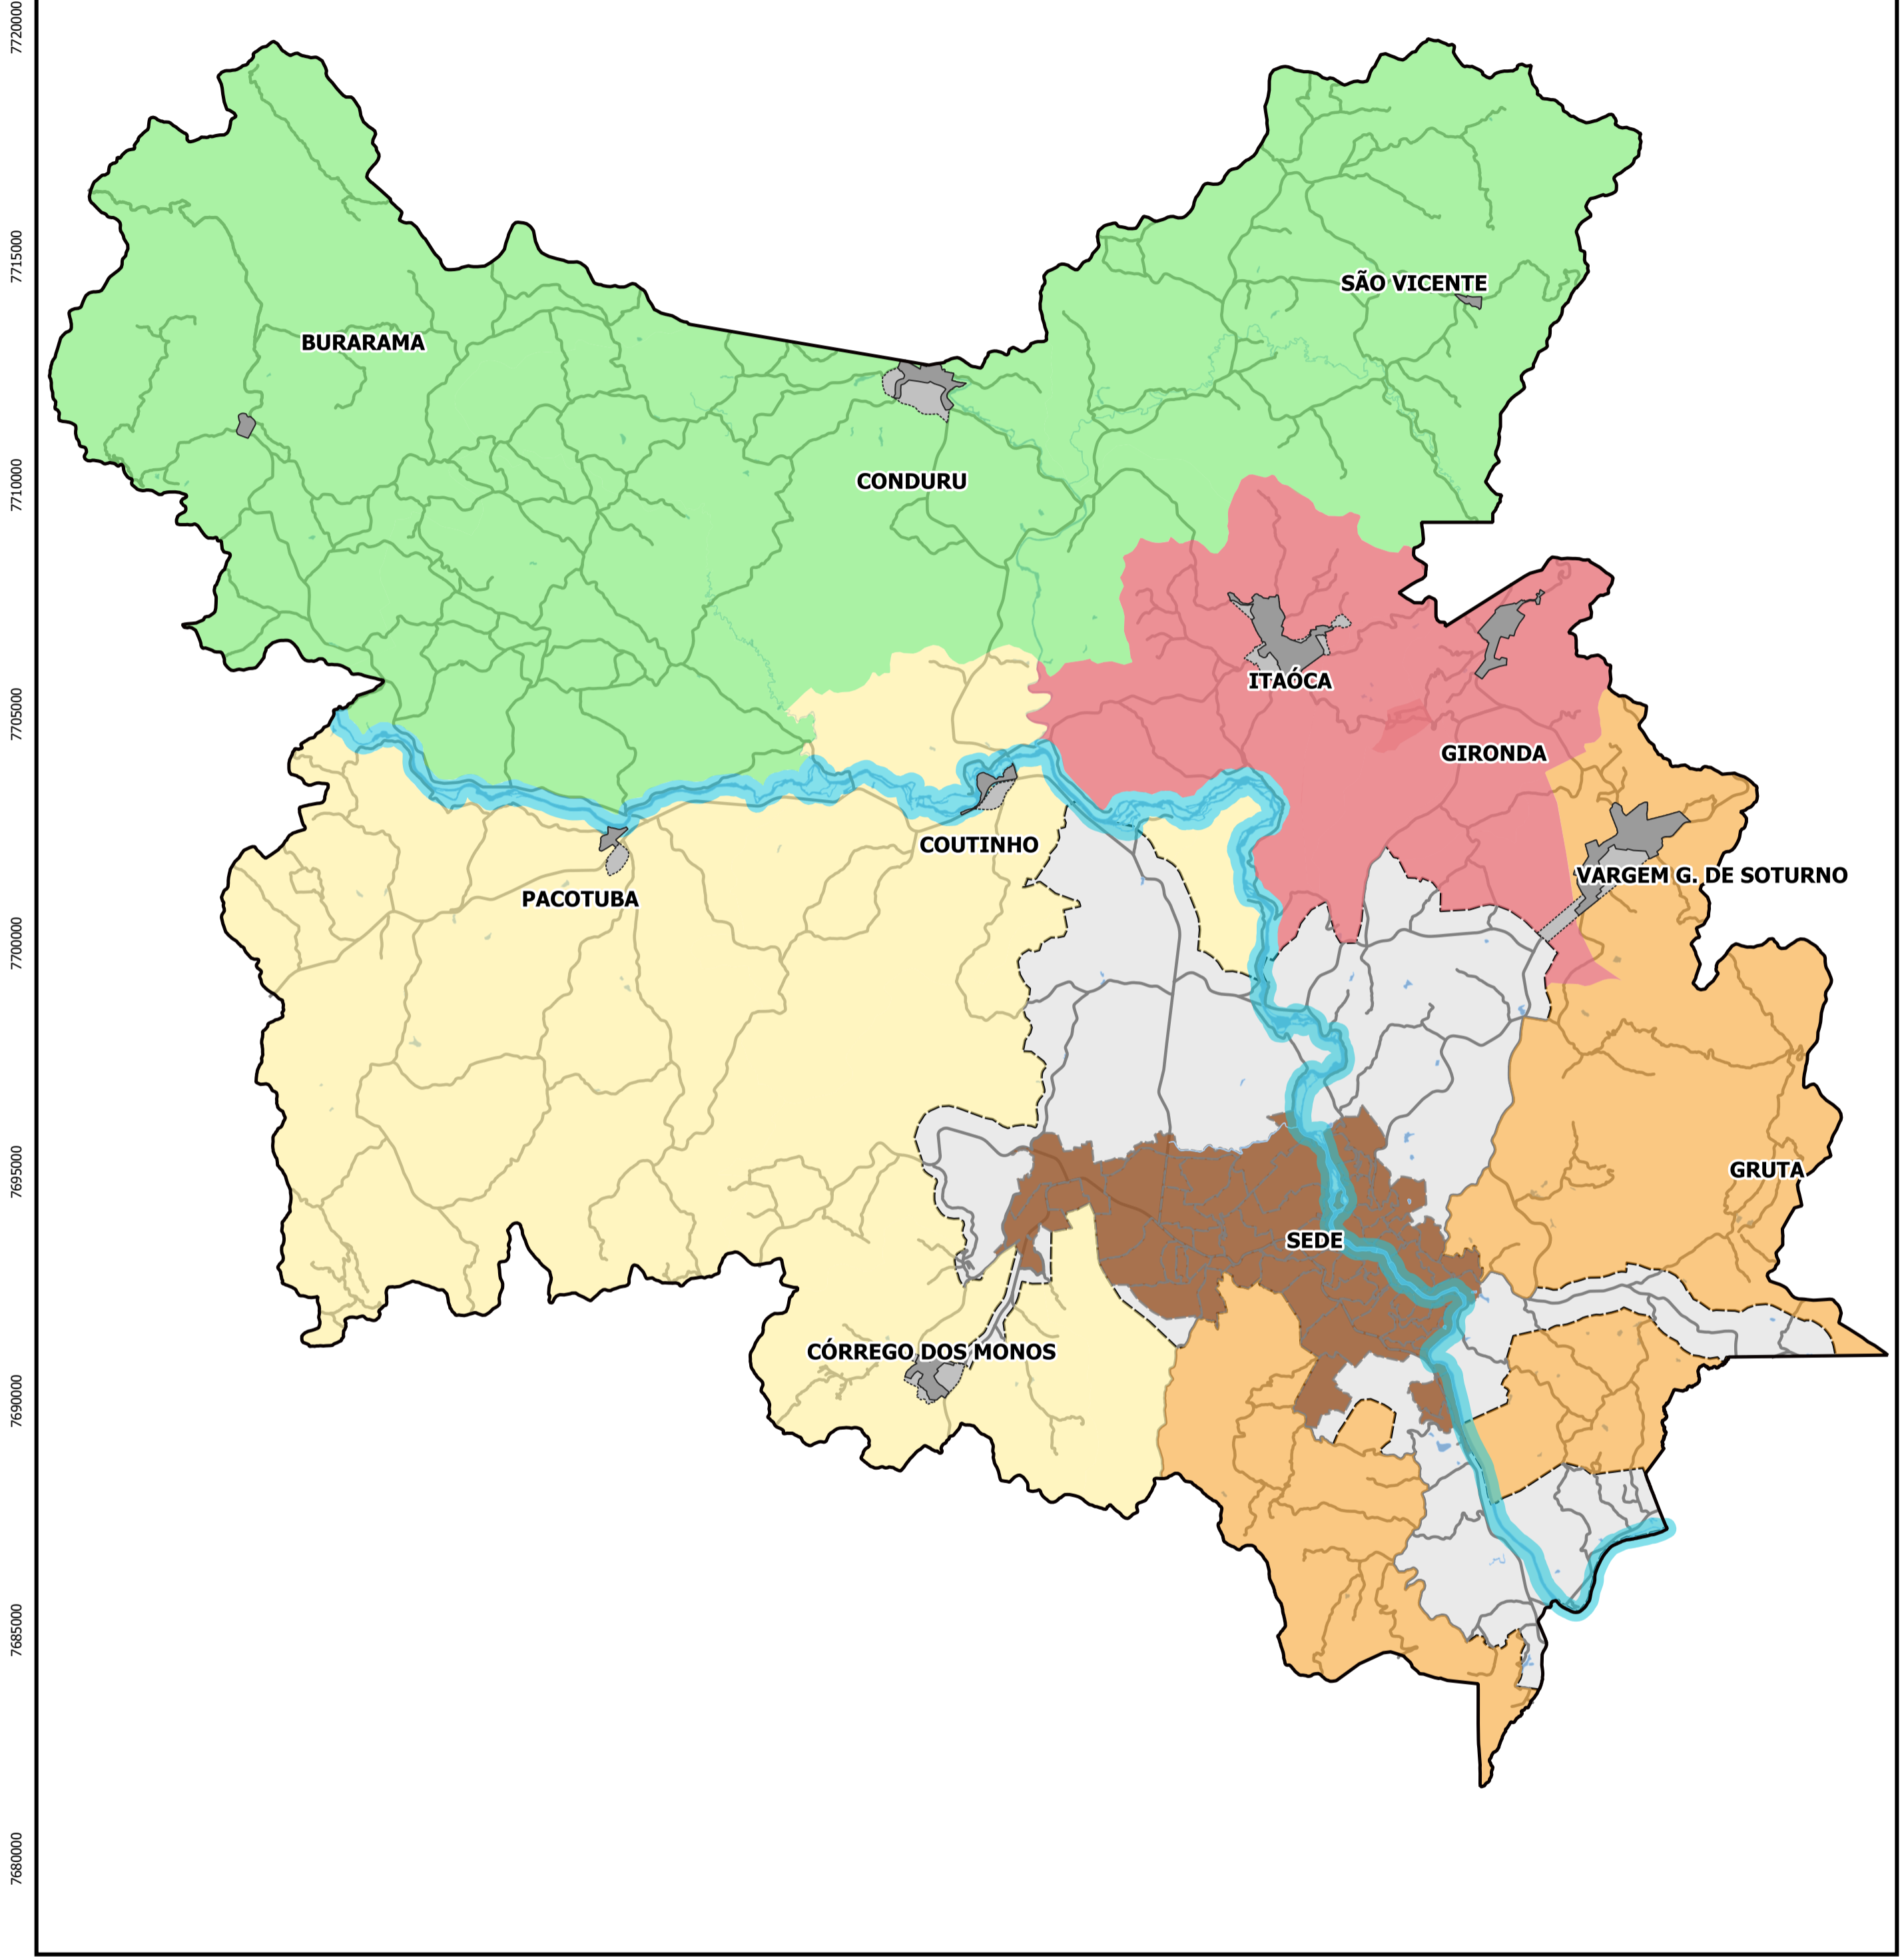 7720000
7715000
SÃO VICENTE
BURARAMA
7710000
CONDURU
ITAÓCA
7705000
GIRONDA
COUTINHO
VARGEM G. DE SOTURNO
PACOTUBA
7700000
7695000
GRUTA
SEDE
CÓRREGO DOS MONOS
7690000
7685000
7680000